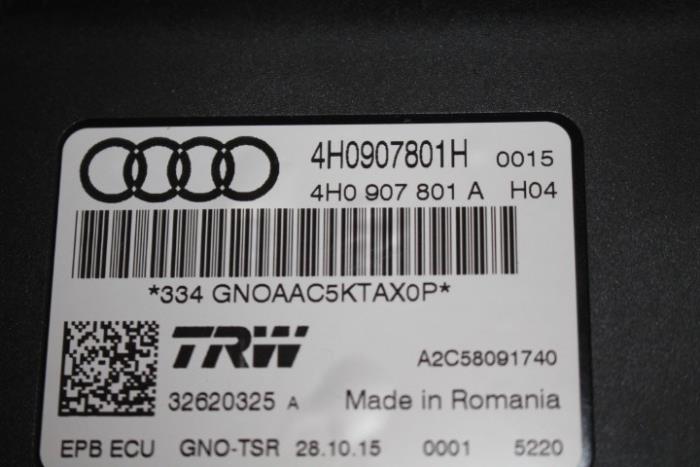 4H0907801H 0015
4H0 907 801 A H04
*334 GNOAAC5KTAX0P*
TRW A2C58091740
32620325 A Made in Romania
EPB ECU GNO-TSR 28.10.15 0001 5220